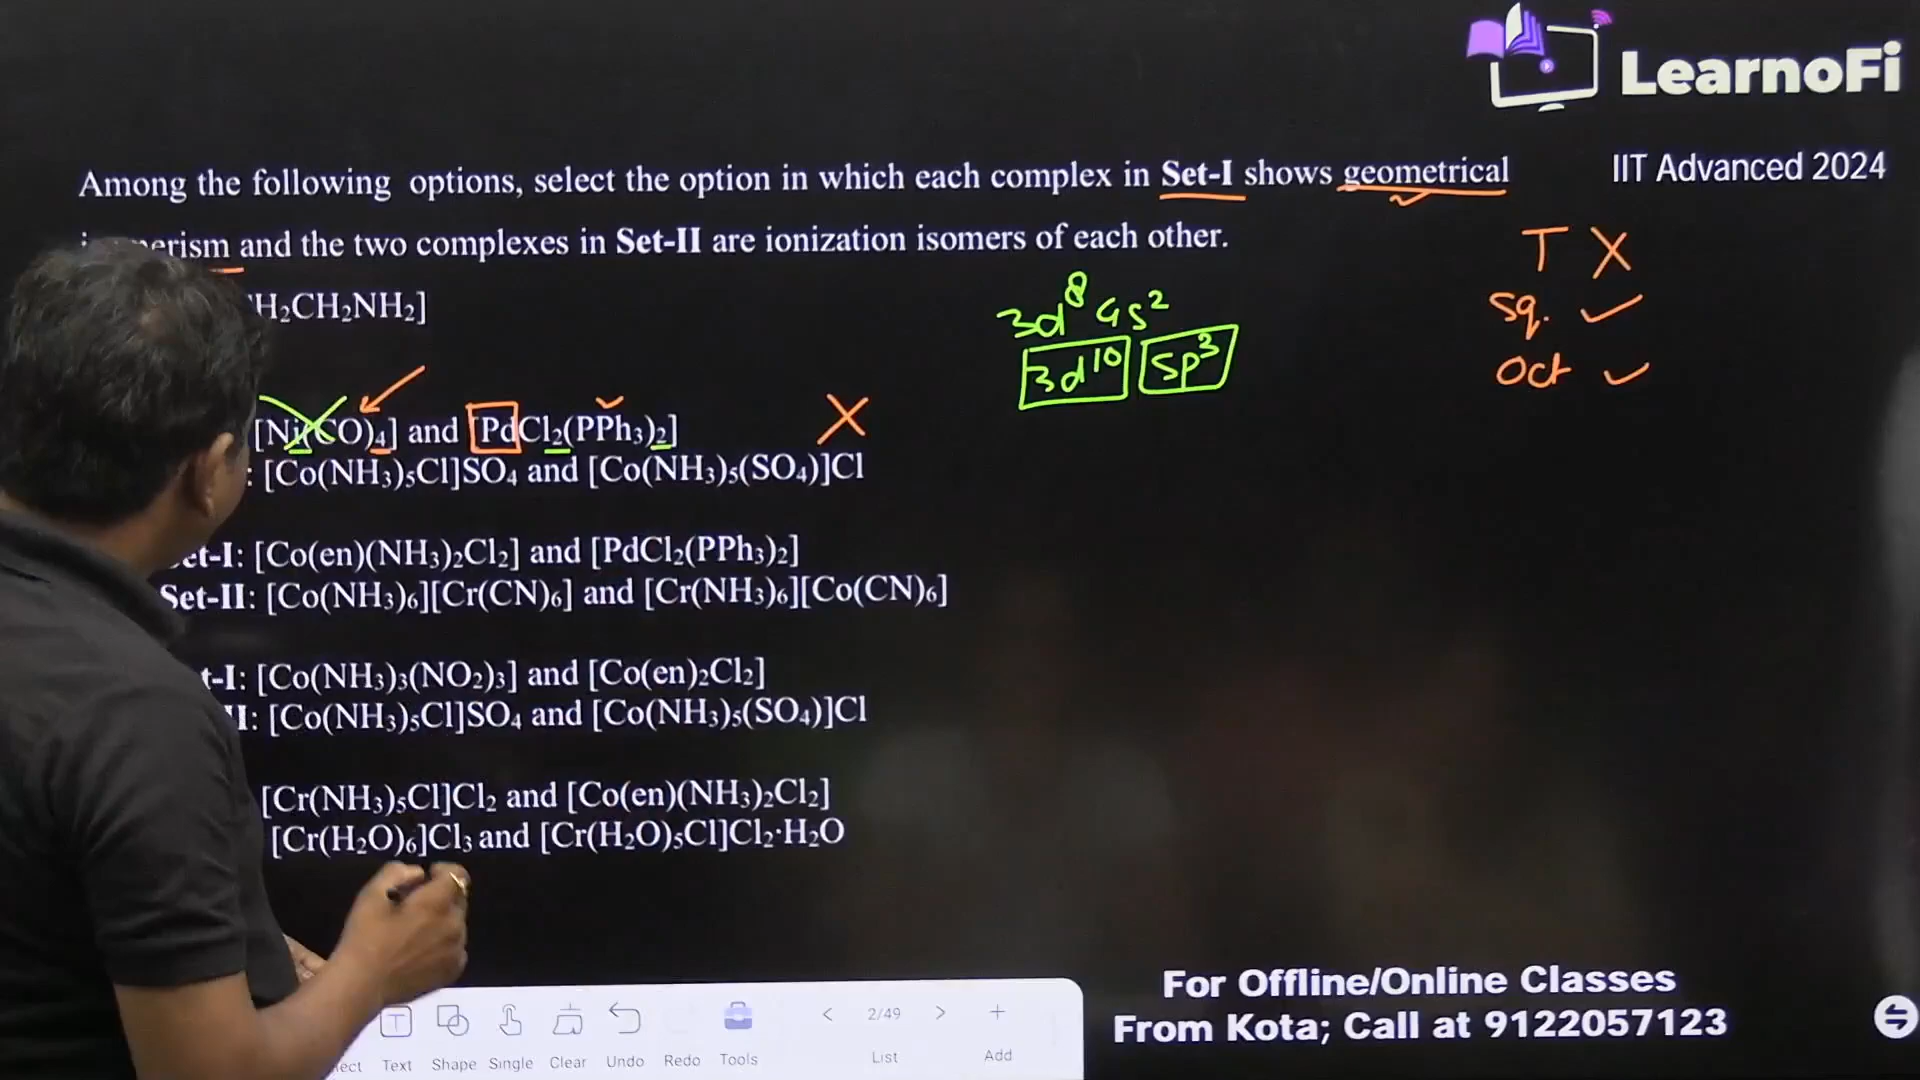 LearnoFi
IIT Advanced 2024
Among the following options, select the option in which each complex in Set-I shows geometrical
and the two complexes in Set-II are ionization isomers of each other.
H₂CH₂NH₂]
T X
Sq. ✓
Oct ✓
3d⁸ 4s²
3d¹⁰ sp³
[Ni(CO)₄] and [PdCl₂(PPh₃)₂] X
: [Co(NH₃)₅Cl]SO₄ and [Co(NH₃)₅(SO₄)]Cl
et-I: [Co(en)(NH₃)₂Cl₂] and [PdCl₂(PPh₃)₂]
Set-II: [Co(NH₃)₆][Cr(CN)₆] and [Cr(NH₃)₆][Co(CN)₆]
t-I: [Co(NH₃)₃(NO₂)₃] and [Co(en)₂Cl₂]
I: [Co(NH₃)₅Cl]SO₄ and [Co(NH₃)₅(SO₄)]Cl
[Cr(NH₃)₅Cl]Cl₂ and [Co(en)(NH₃)₂Cl₂]
[Cr(H₂O)₆]Cl₃ and [Cr(H₂O)₅Cl]Cl₂·H₂O
For Offline/Online Classes
From Kota; Call at 9122057123
< 2/49 > +
Text Shape Single Clear Undo Redo Tools List Add